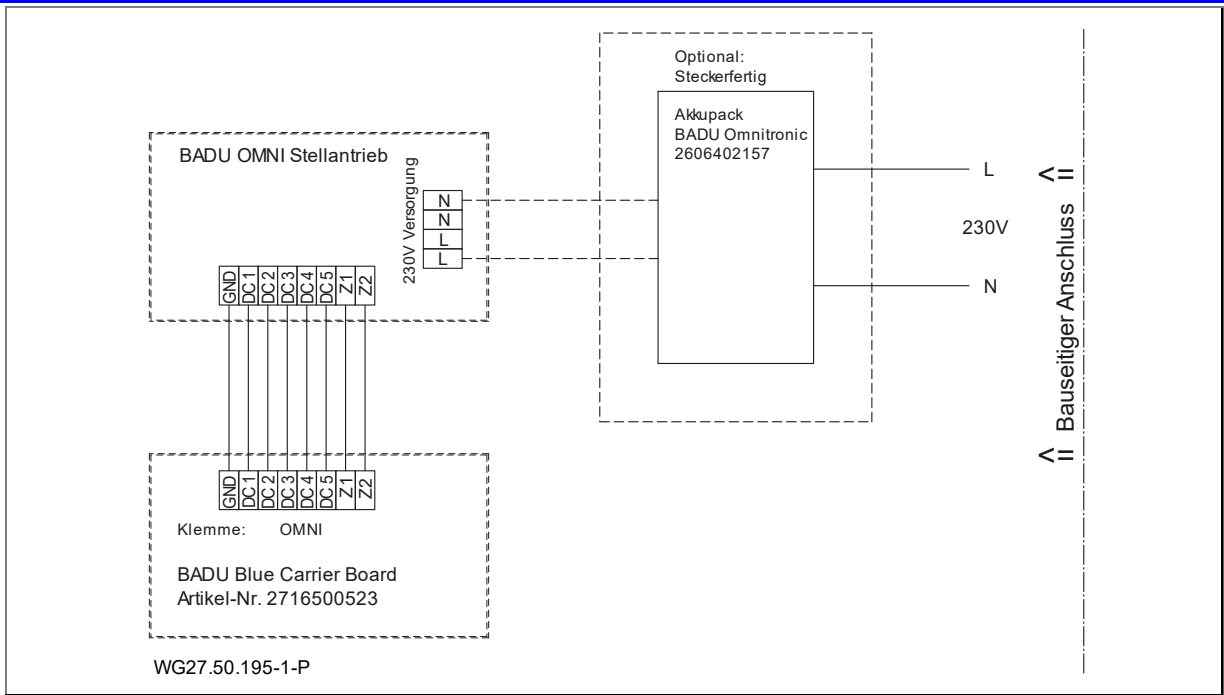 Optional:
Steckerfertig
Akkupack
BADU Omnitronic
2606402157
BADU OMNI Stellantrieb
230V Versorgung
N
N
L
L
L
230V
N
<=
Bauseitiger Anschluss
<=
GND DC1 DC2 DC3 DC4 DC5 Z1 Z2
GND DC1 DC2 DC3 DC4 DC5 Z1 Z2
Klemme: OMNI
BADU Blue Carrier Board
Artikel-Nr. 2716500523
WG27.50.195-1-P